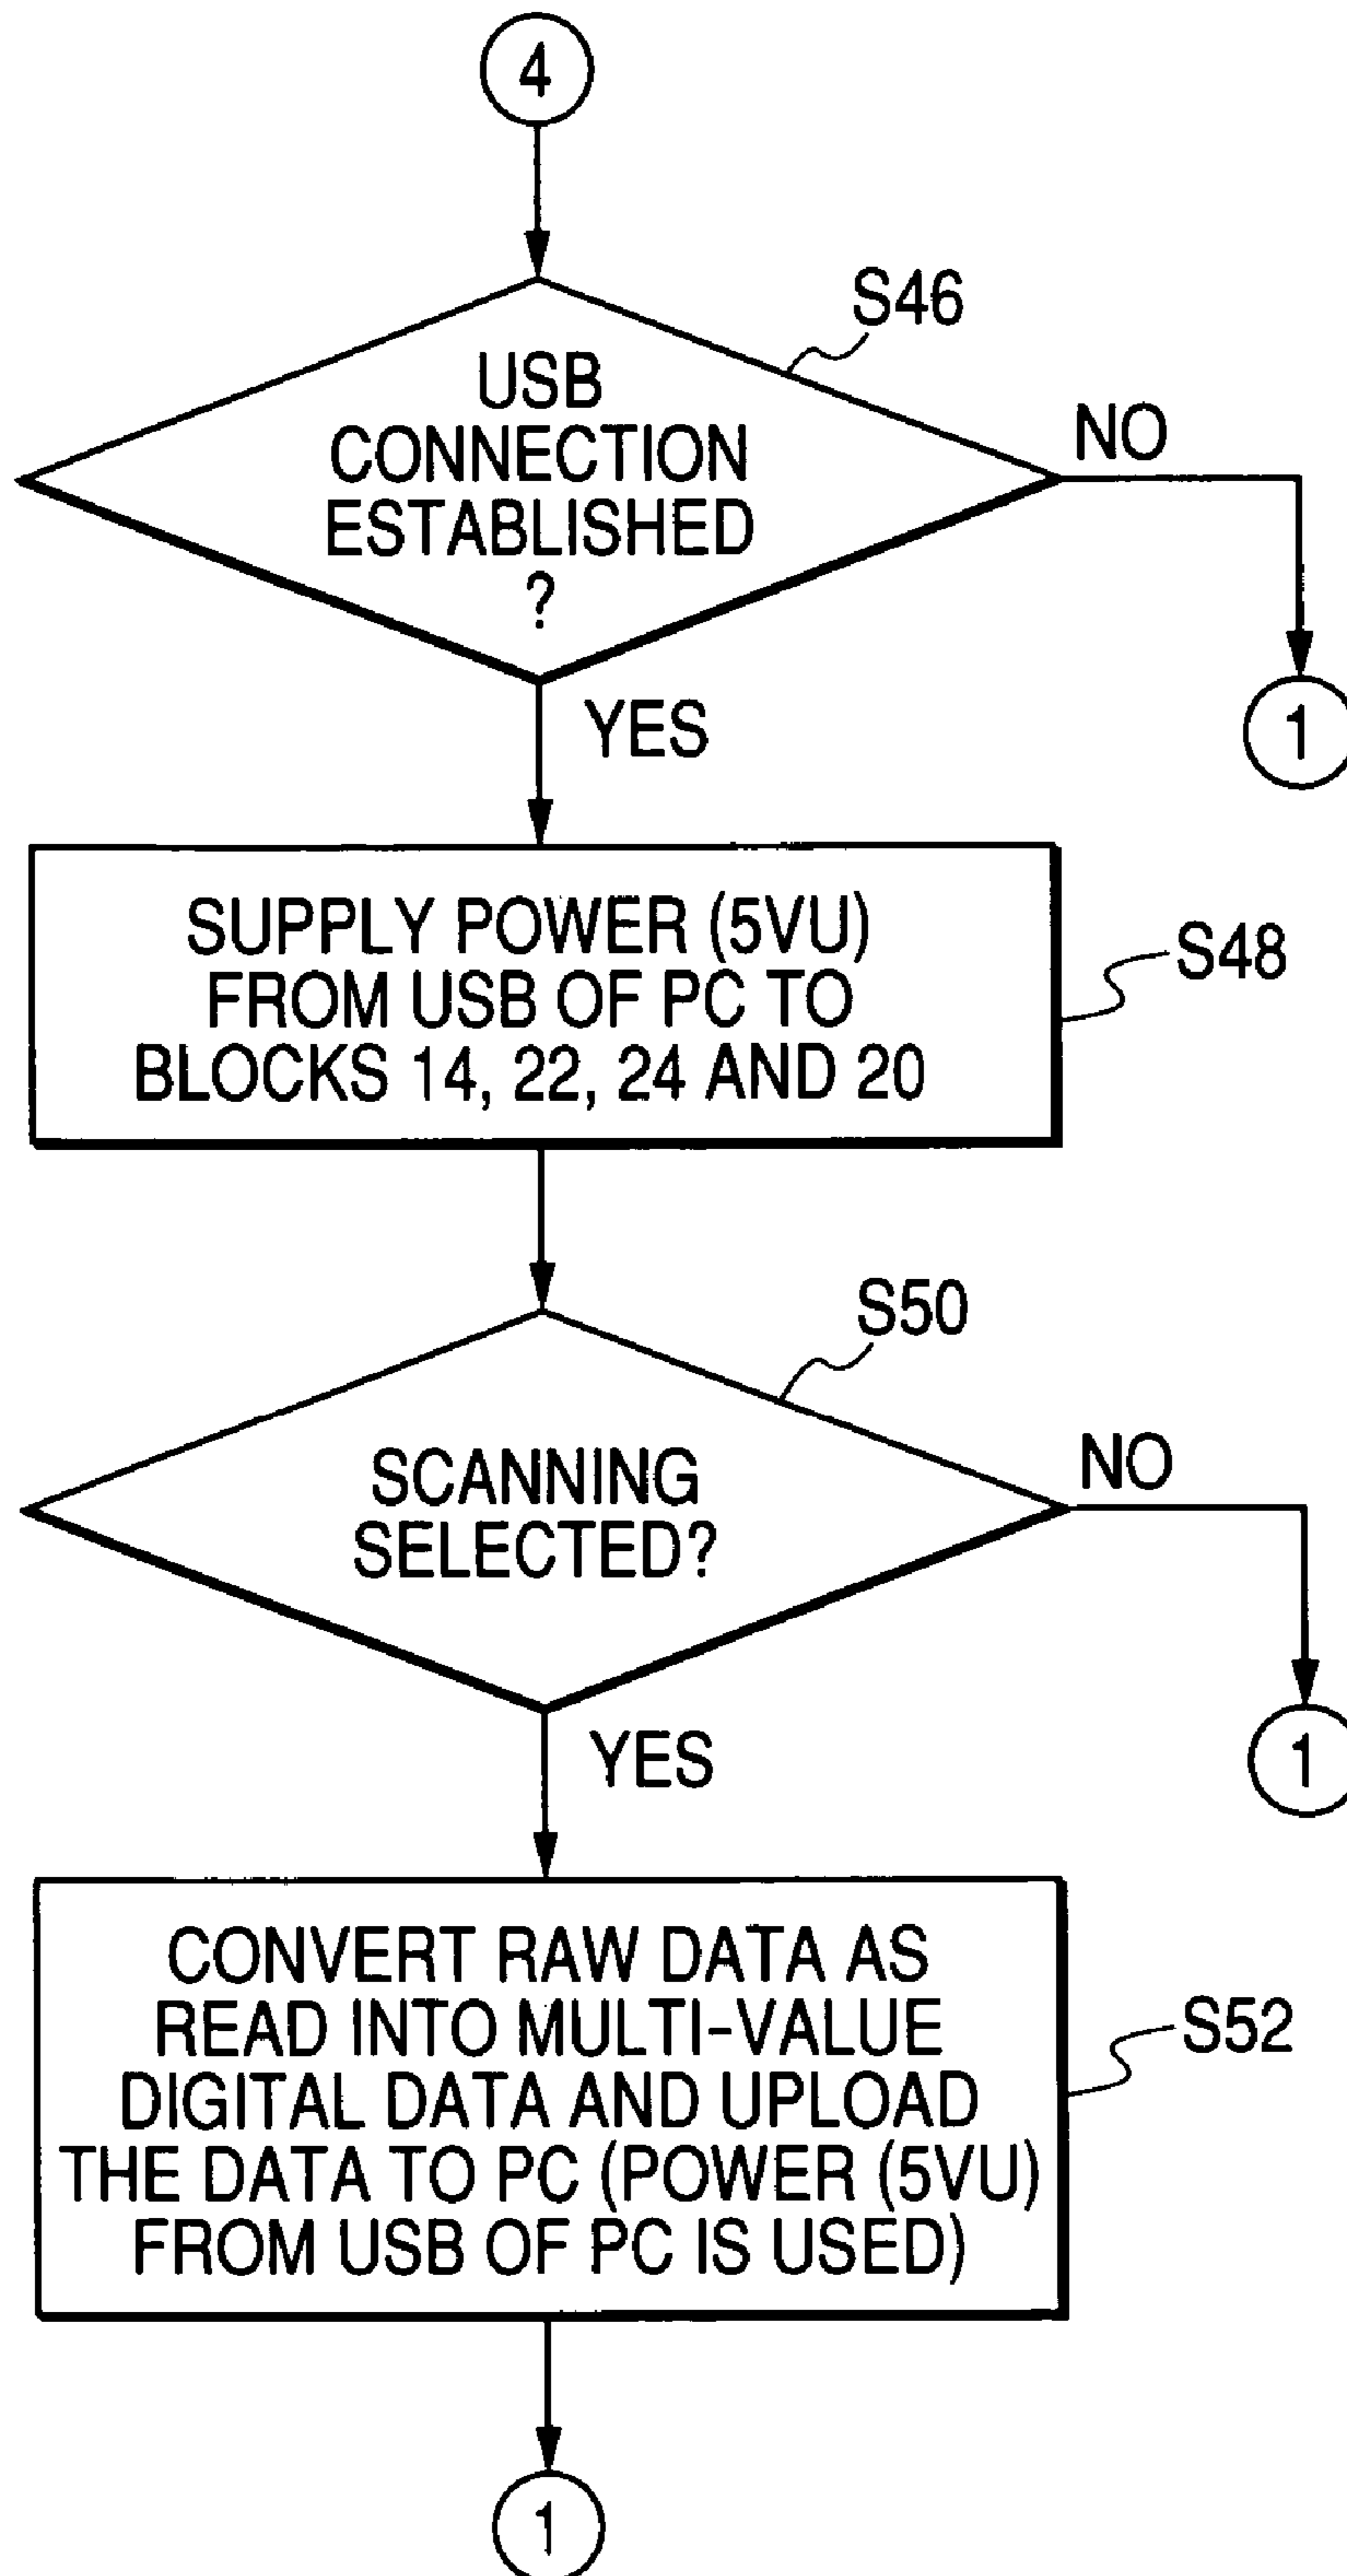 4
S46
USB
CONNECTION
ESTABLISHED
?
NO
1
YES
SUPPLY POWER (5VU)
FROM USB OF PC TO
BLOCKS 14, 22, 24 AND 20
S48
S50
SCANNING
SELECTED?
NO
1
YES
CONVERT RAW DATA AS
READ INTO MULTI-VALUE
DIGITAL DATA AND UPLOAD
THE DATA TO PC (POWER (5VU)
FROM USB OF PC IS USED)
S52
1